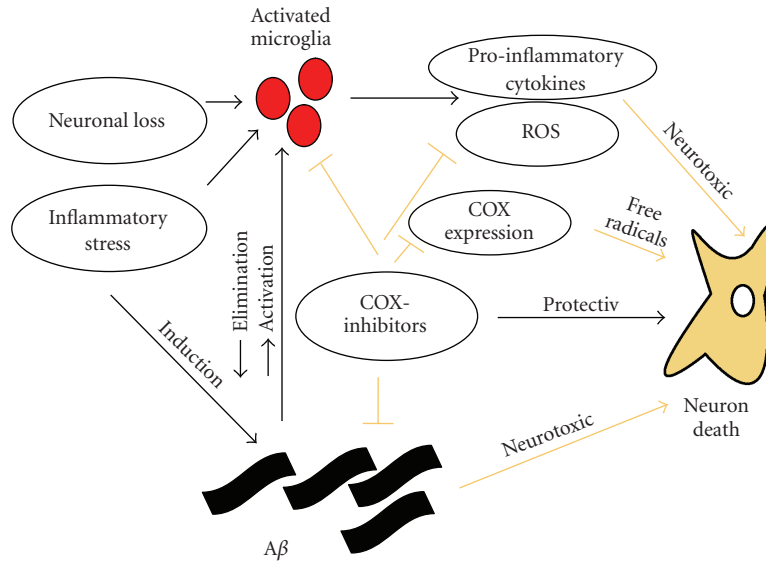 Activated
microglia
Pro-inflammatory
cytokines
Neuronal loss
ROS
Neurotoxic
Inflammatory
stress
COX
expression
Free
radicals
Elimination
Activation
COX-
inhibitors
Protectiv
Induction
Neuron
death
Neurotoxic
Aβ